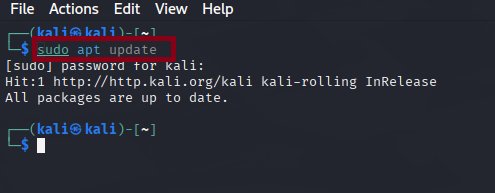 File Actions Edit View Help
┌──(kali㉿kali)-[~]
└─$ sudo apt update
[sudo] password for kali:
Hit:1 http://http.kali.org/kali kali-rolling InRelease
All packages are up to date.
┌──(kali㉿kali)-[~]
└─$